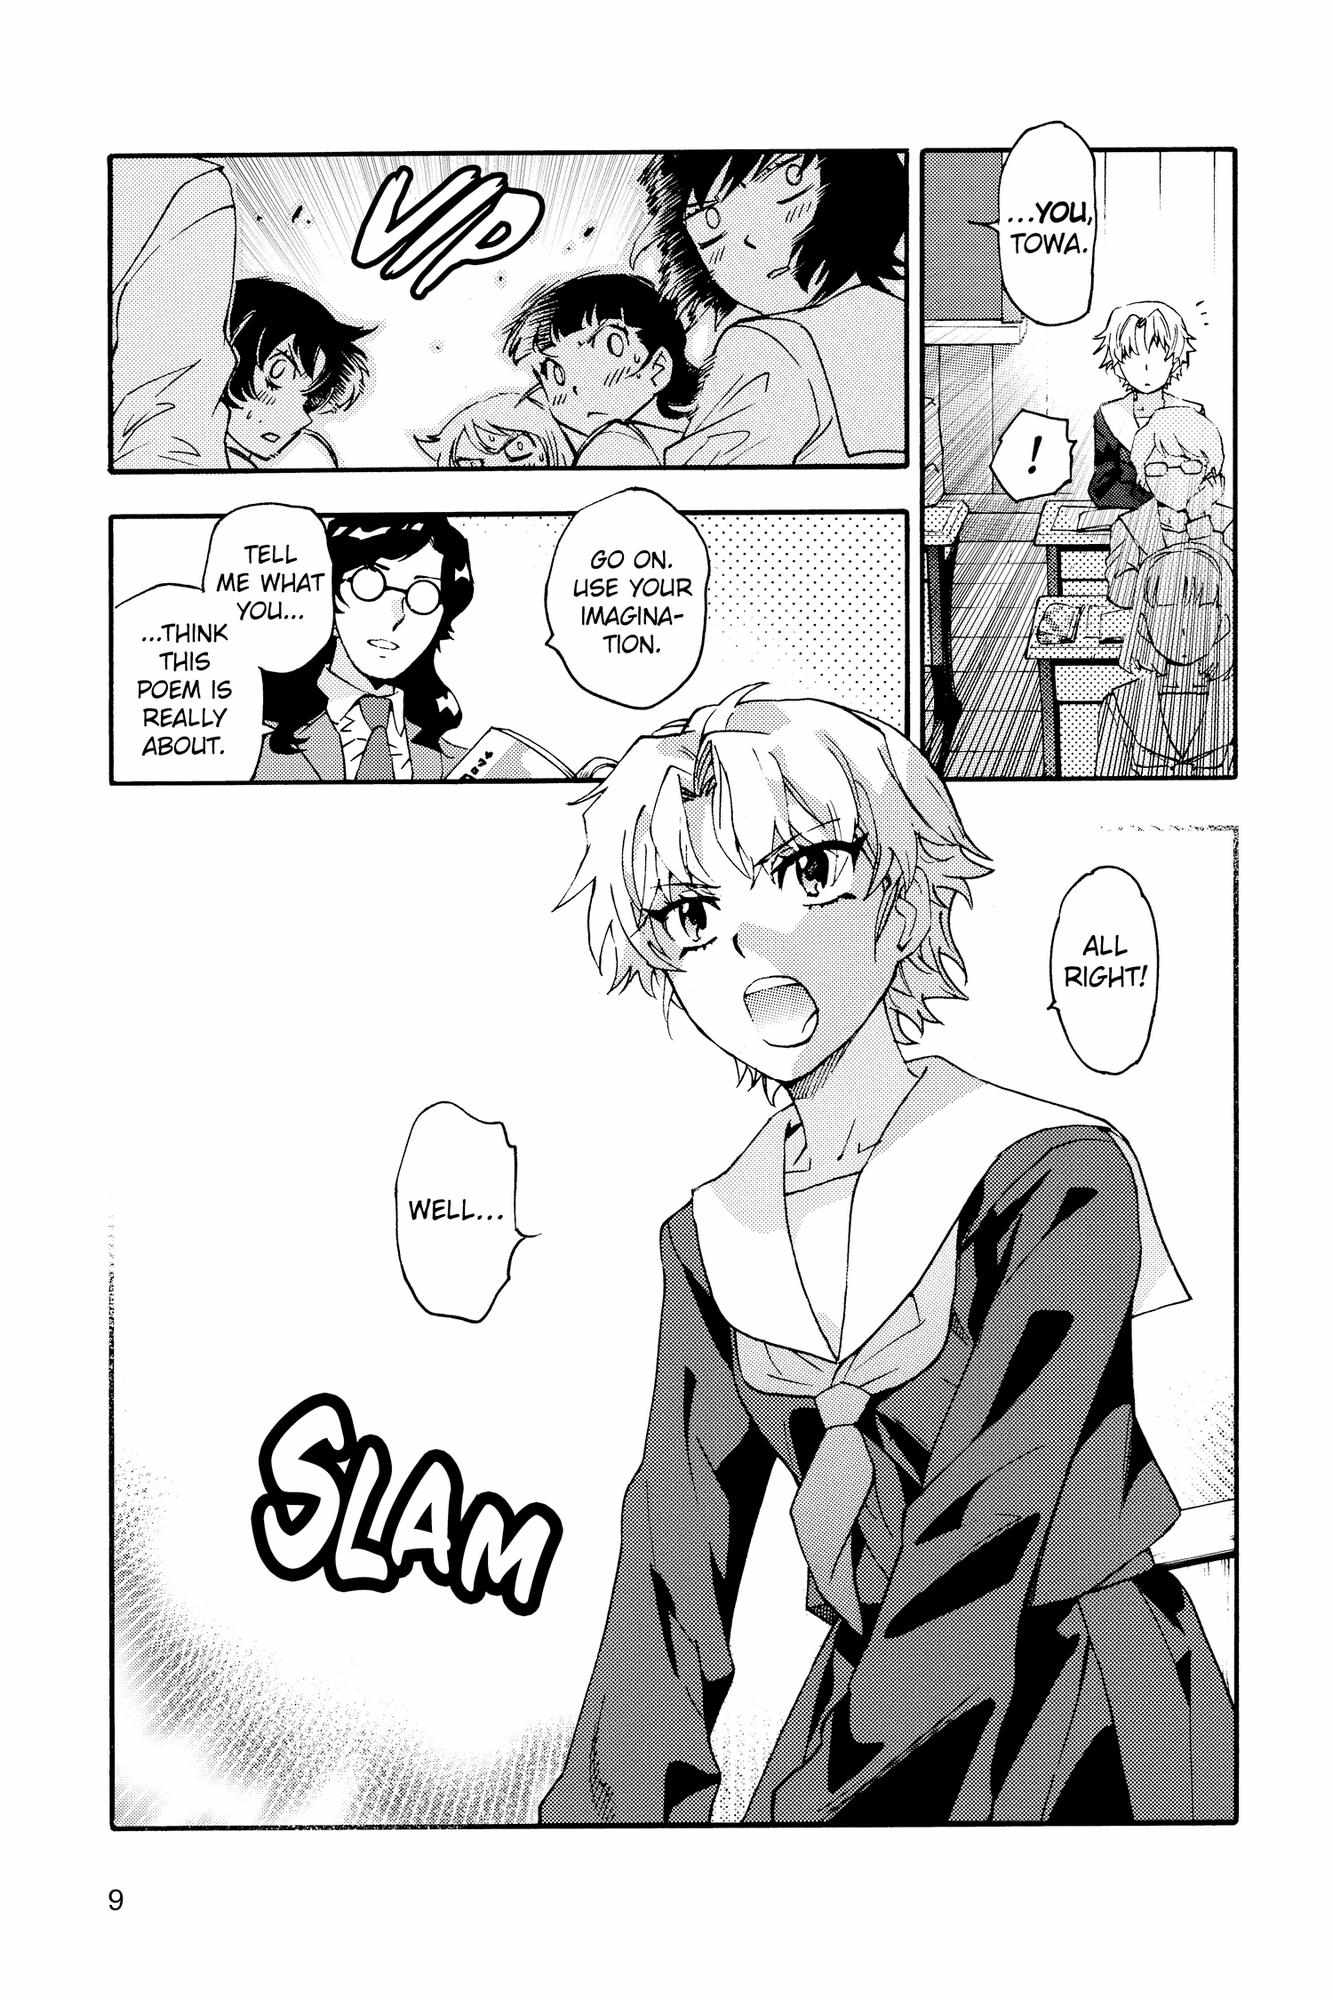 ...YOU,
TOWA.
!
VIP
GO ON.
USE YOUR
IMAGINA-
TION.
TELL
ME WHAT
YOU...
...THINK
THIS
POEM IS
REALLY
ABOUT.
ALL
RIGHT!
WELL...
SLAM
9